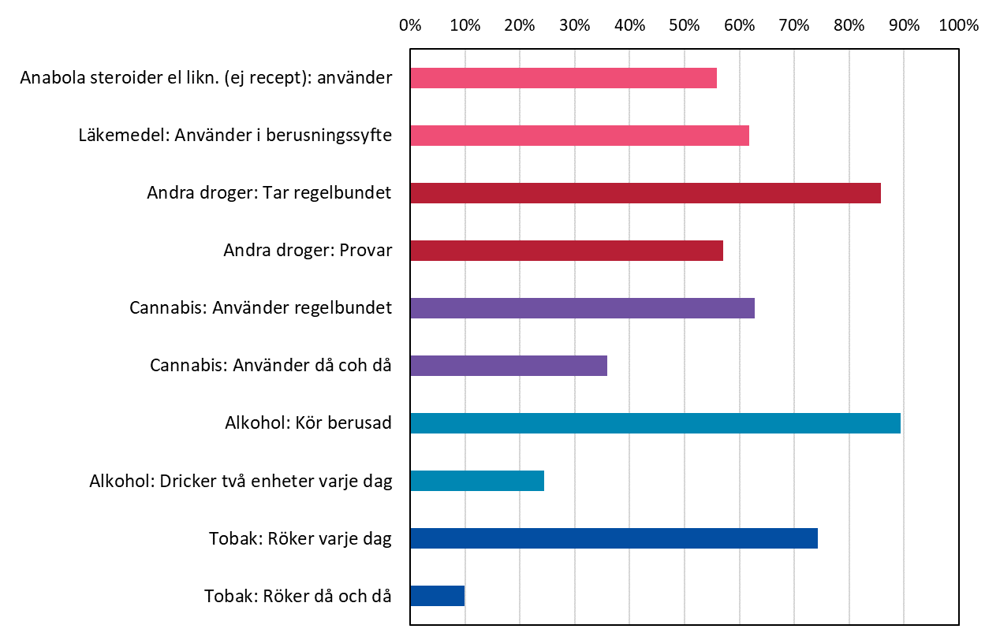 0% 10% 20% 30% 40% 50% 60% 70% 80% 90% 100%
Anabola steroider el likn. (ej recept): använder
Läkemedel: Använder i berusningssyfte
Andra droger: Tar regelbundet
Andra droger: Provar
Cannabis: Använder regelbundet
Cannabis: Använder då coh då
Alkohol: Kör berusad
Alkohol: Dricker två enheter varje dag
Tobak: Röker varje dag
Tobak: Röker då och då